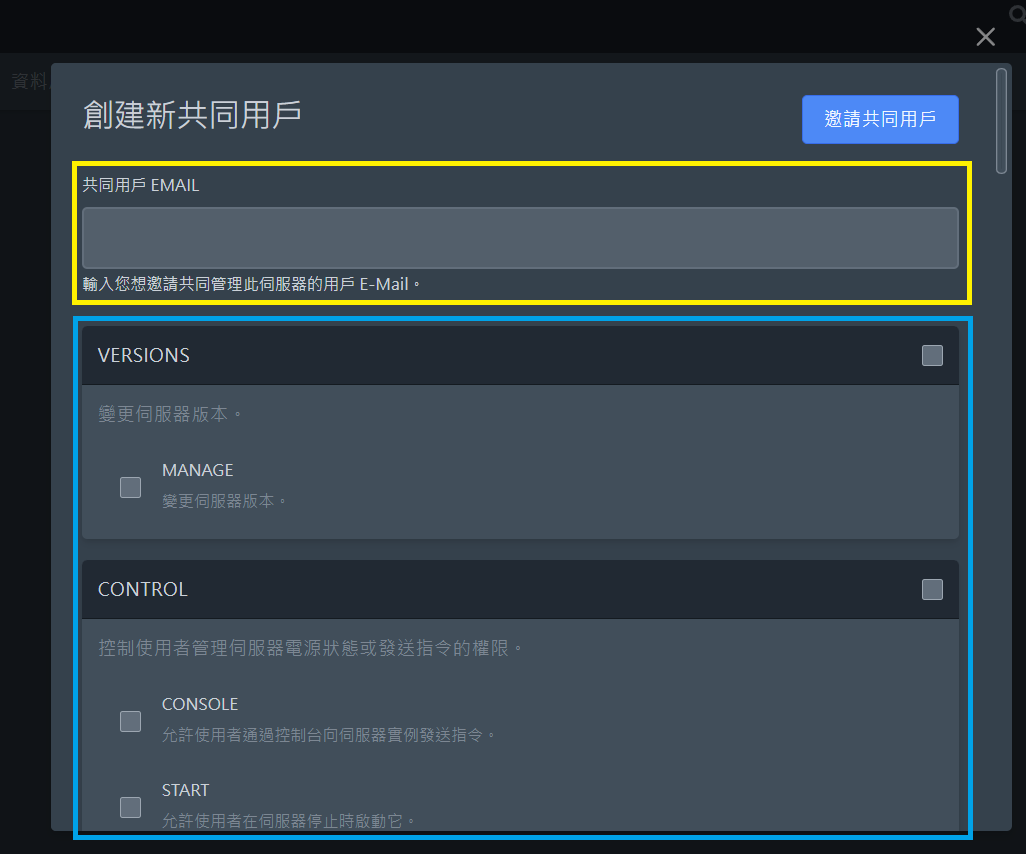 資料
創建新共同用戶
邀請共同用戶
共同用戶 EMAIL
輸入您想邀請共同管理此伺服器的用戶 E-Mail。
VERSIONS
變更伺服器版本。
MANAGE
變更伺服器版本。
CONTROL
控制使用者管理伺服器電源狀態或發送指令的權限。
CONSOLE
允許使用者通過控制台向伺服器實例發送指令。
START
允許使用者在伺服器停止時啟動它。